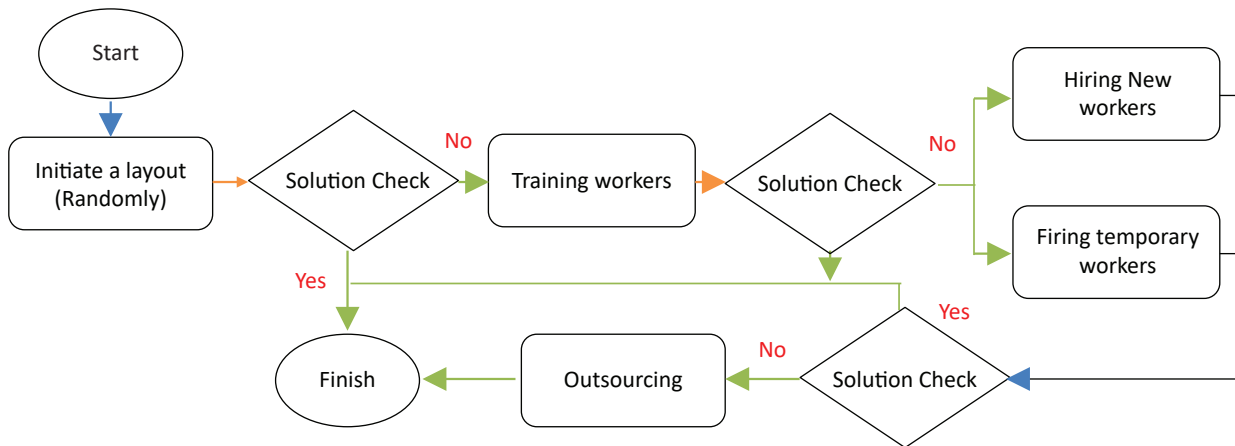 Start
Initiate a layout
(Randomly)
Solution Check
No
Training workers
Solution Check
No
Hiring New
workers
Firing temporary
workers
Yes
Yes
Solution Check
No
Outsourcing
Finish